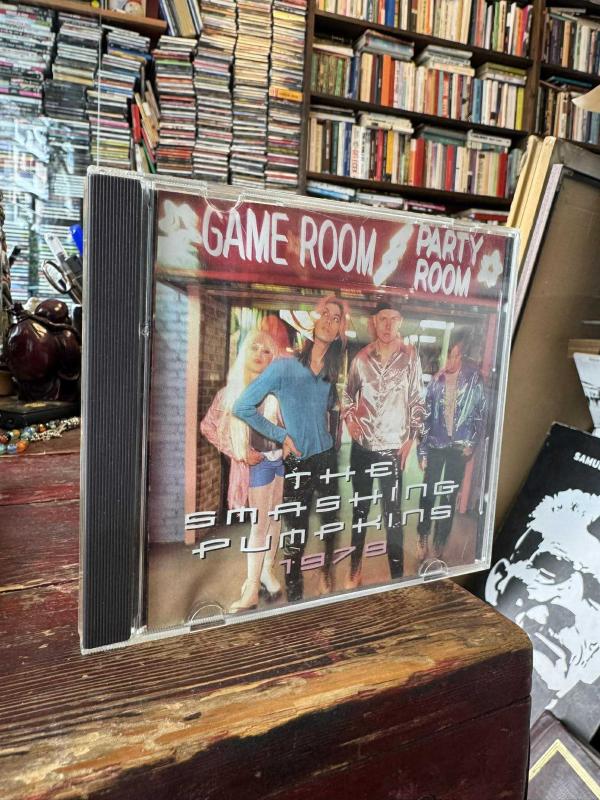 GAME ROOM
PARTY
ROOM
THE
SMASHING
PUMPKINS
1979
SAMU